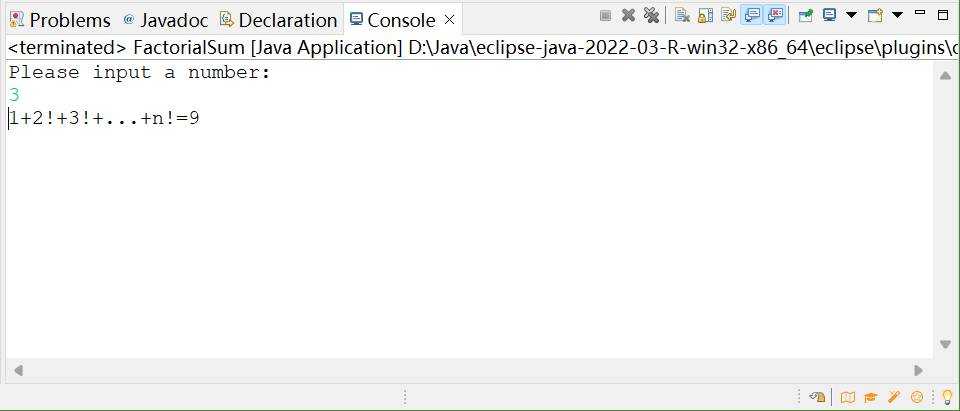 Problems @ Javadoc Declaration Console
<terminated> FactorialSum [Java Application] D:\Java\eclipse-java-2022-03-R-win32-x86_64\eclipse\plugins\
Please input a number:
3
1+2!+3!+...+n!=9